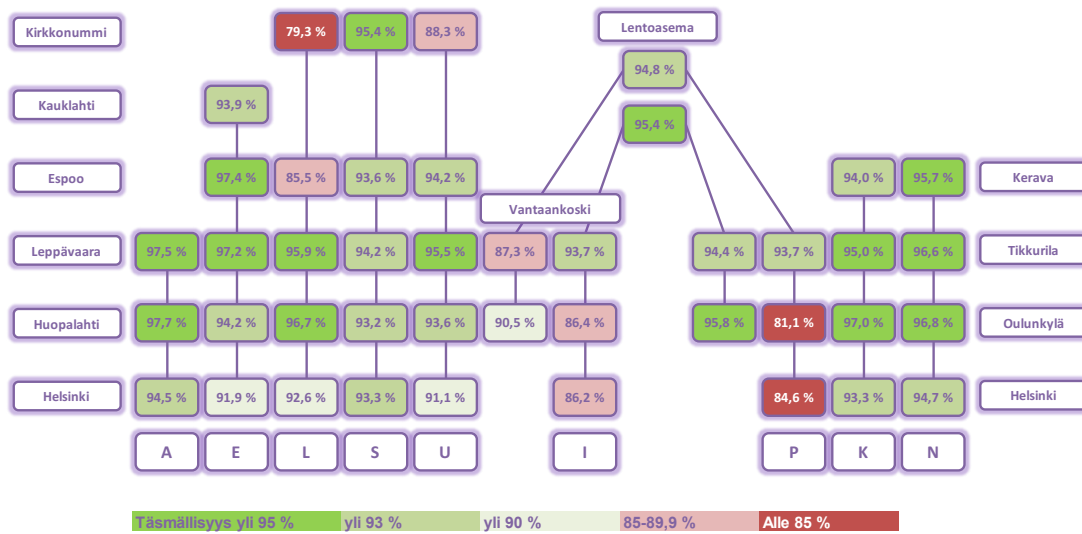 Kirkkonummi 79,3 % 95,4 % 88,3 % Lentoasema
94,8 %
Kauklahti 93,9 %
95,4 %
Espoo 97,4 % 85,5 % 93,6 % 94,2 % 94,0 % 95,7 % Kerava
Vantaankoski
Leppävaara 97,5 % 97,2 % 95,9 % 94,2 % 95,5 % 87,3 % 93,7 % 94,4 % 93,7 % 95,0 % 96,6 % Tikkurila
Huopalahti 97,7 % 94,2 % 96,7 % 93,2 % 93,6 % 90,5 % 86,4 % 95,8 % 81,1 % 97,0 % 96,8 % Oulunkylä
Helsinki 94,5 % 91,9 % 92,6 % 93,3 % 91,1 % 86,2 % 84,6 % 93,3 % 94,7 % Helsinki
A E L S U I P K N
Täsmällisyys yli 95 % yli 93 % yli 90 % 85-89,9 % Alle 85 %